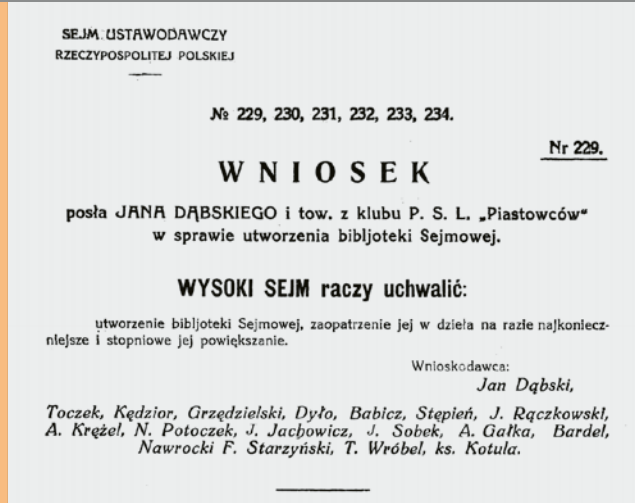 SEJM USTAWODAWCZY
RZECZYPOSPOLITEJ POLSKIEJ
№ 229, 230, 231, 232, 233, 234.
Nr 229.
WNIOSEK
posła JANA DĄBSKIEGO i tow. z klubu P. S. L. „Piastowców"
w sprawie utworzenia bibljoteki Sejmowej.
WYSOKI SEJM raczy uchwalić:
utworzenie bibljoteki Sejmowej, zaopatrzenie jej w dzieła na razie najkoniecz-
niejsze i stopniowe jej powiększanie.
Wnioskodawca:
Jan Dąbski,
Toczek, Kędzior, Grzędzielski, Dyło, Babicz, Stępień, J. Rączkowski,
A. Krężel, N. Potoczek, J. Jachowicz, J. Sobek, A. Gałka, Bardel,
Nawrocki F. Starzyński, T. Wróbel, ks. Kotula.